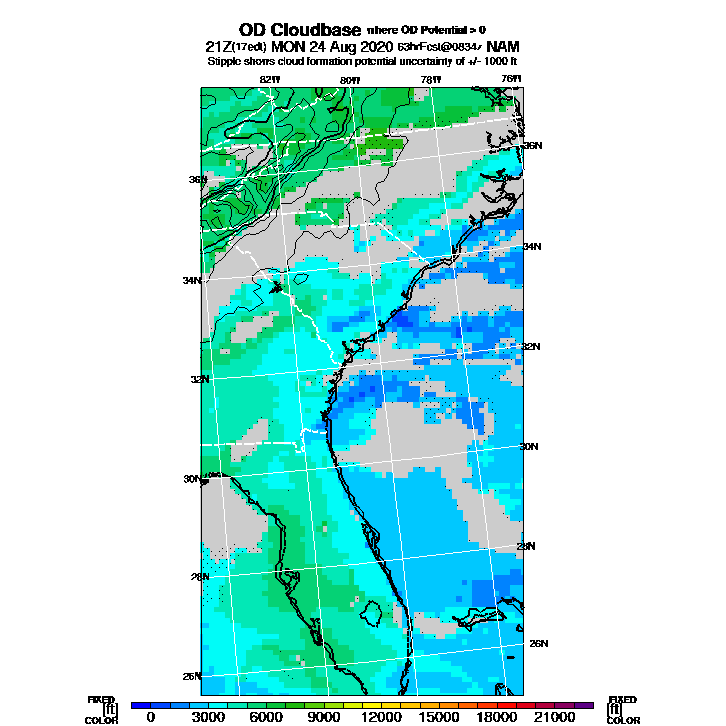 OD Cloudbase where OD Potential > 0
21Z(17edt) MON 24 Aug 2020 63hrFcst@0834z NAM
Stipple shows cloud formation potential uncertainty of +/- 1000 ft
82W 80W 78W 76W
36N
36N
34N
34N
32N
32N
30N
30N
28N
28N
26N
26N
FIXED FIXED
[ft] [ft]
COLOR COLOR
0 3000 6000 9000 12000 15000 18000 21000